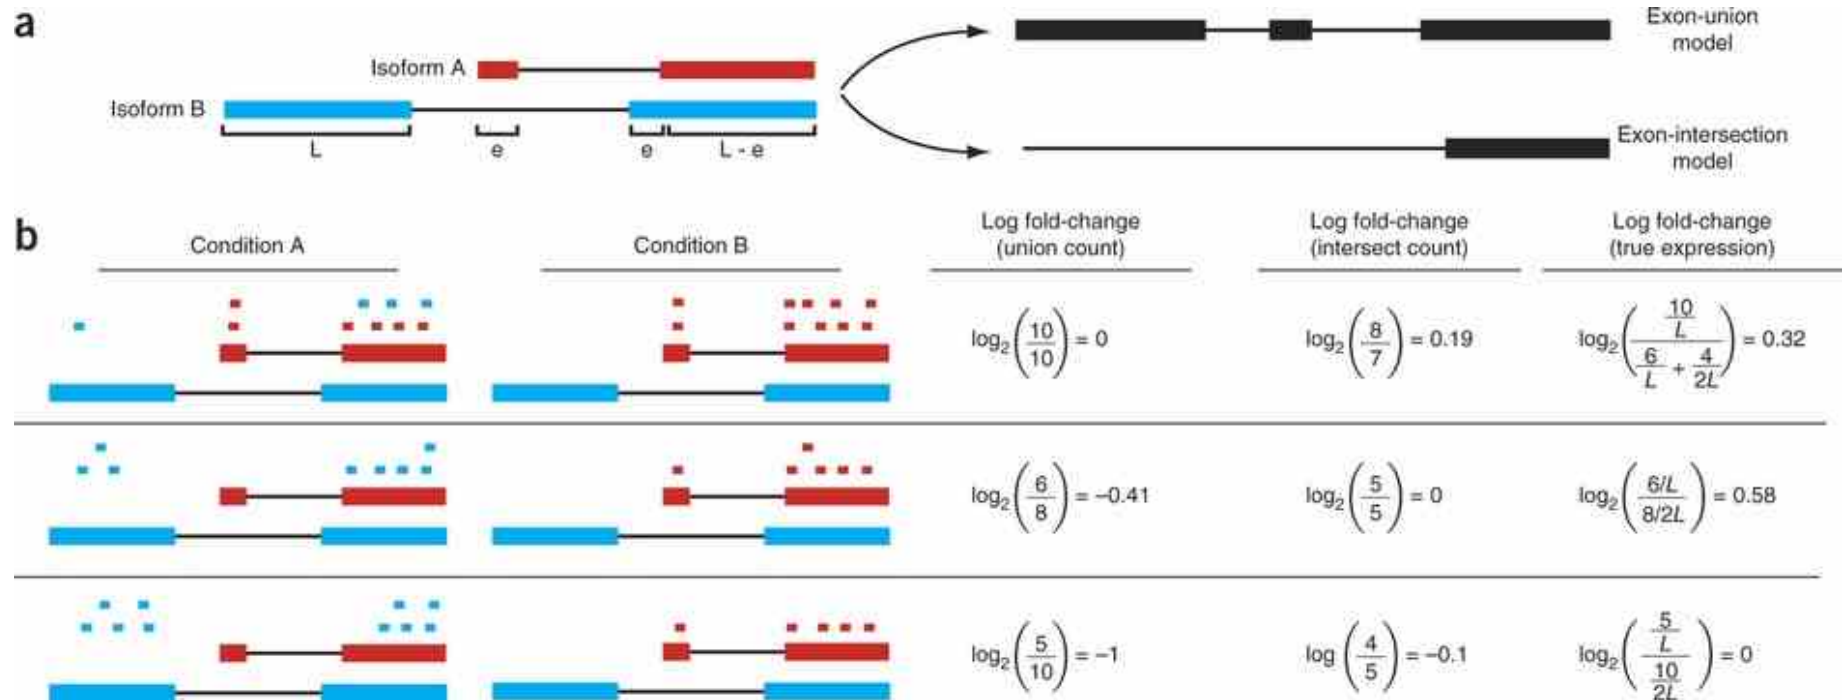 a
Isoform A
Isoform B
L
e
e
L - e
Exon-union
model
Exon-intersection
model
b
Condition A
Condition B
Log fold-change
(union count)
Log fold-change
(intersect count)
Log fold-change
(true expression)
log₂(10/10) = 0
log₂(8/7) = 0.19
log₂((10/L)/(6/L + 4/2L)) = 0.32
log₂(6/8) = –0.41
log₂(5/5) = 0
log₂((6/L)/(8/2L)) = 0.58
log₂(5/10) = –1
log (4/5) = –0.1
log₂((5/L)/(10/2L)) = 0